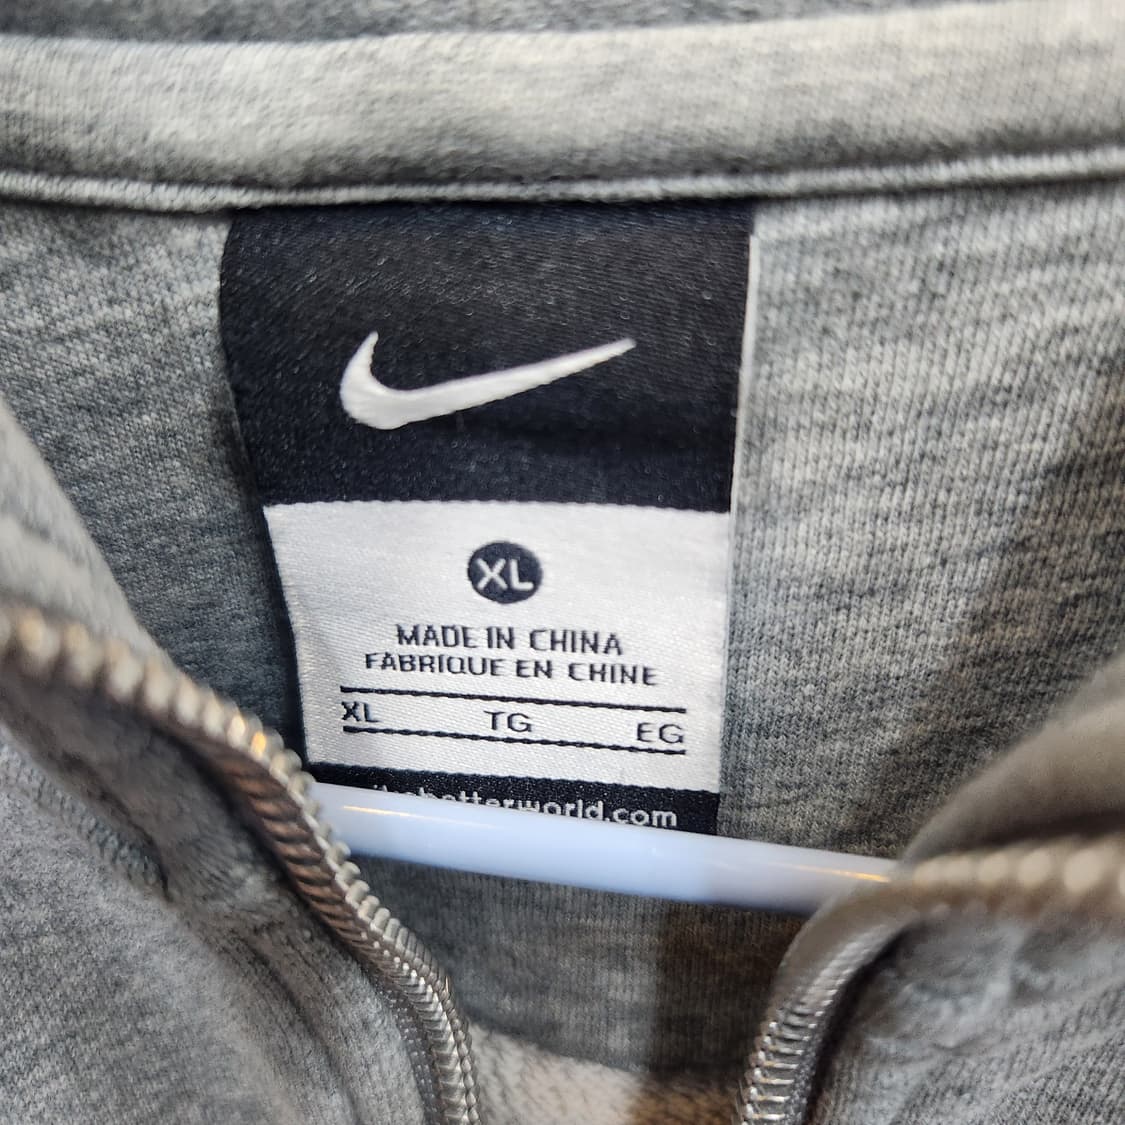 XL
MADE IN CHINA
FABRIQUE EN CHINE
XL TG EG